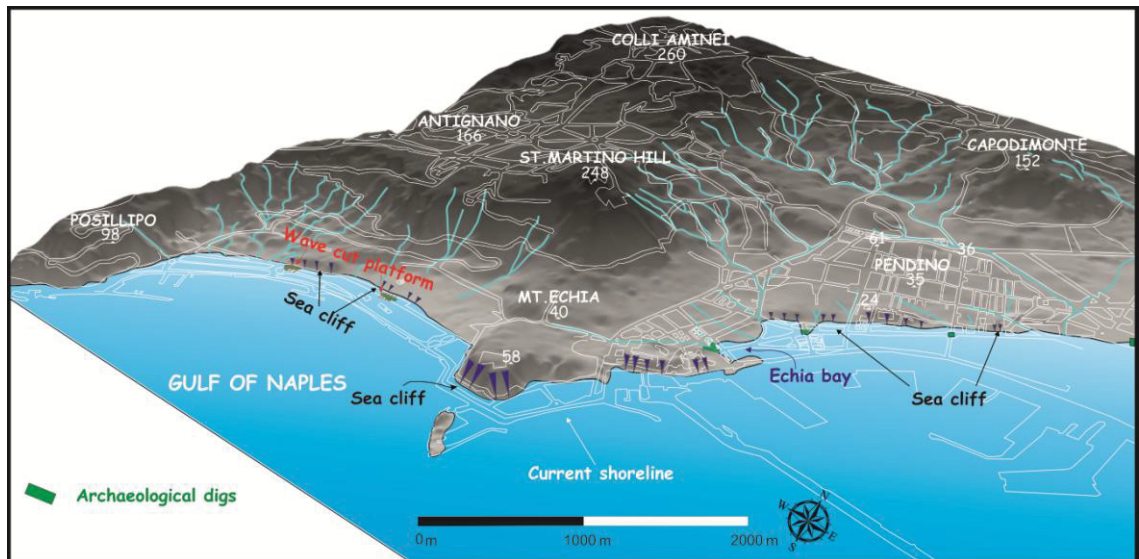 COLLI AMINEI
260
ANTIGNANO
166
ST.MARTINO HILL
248
CAPODIMONTE
152
POSILLIPO
98
Wave cut platform
61
36
PENDINO
35
Sea cliff
MT.ECHIA
40
24
58
GULF OF NAPLES
Sea cliff
Echia bay
Sea cliff
Current shoreline
Archaeological digs
N
W
E
S
0m
1000 m
2000 m